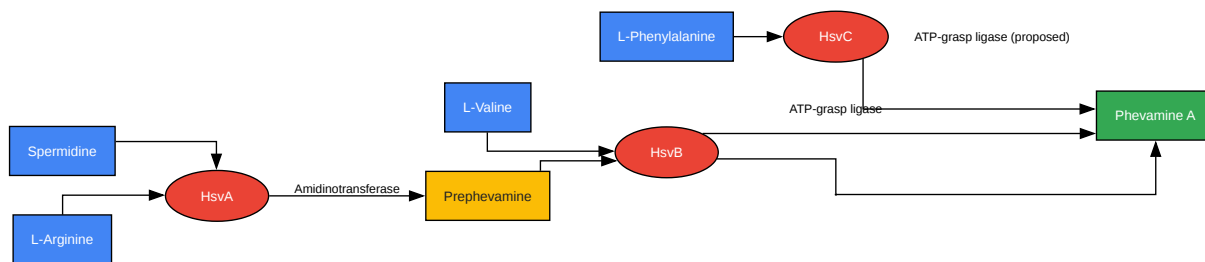 L-Phenylalanine
HsvC
ATP-grasp ligase (proposed)
L-Valine
ATP-grasp ligase
Phevamine A
Spermidine
HsvB
HsvA
Amidinotransferase
Prephevamine
L-Arginine